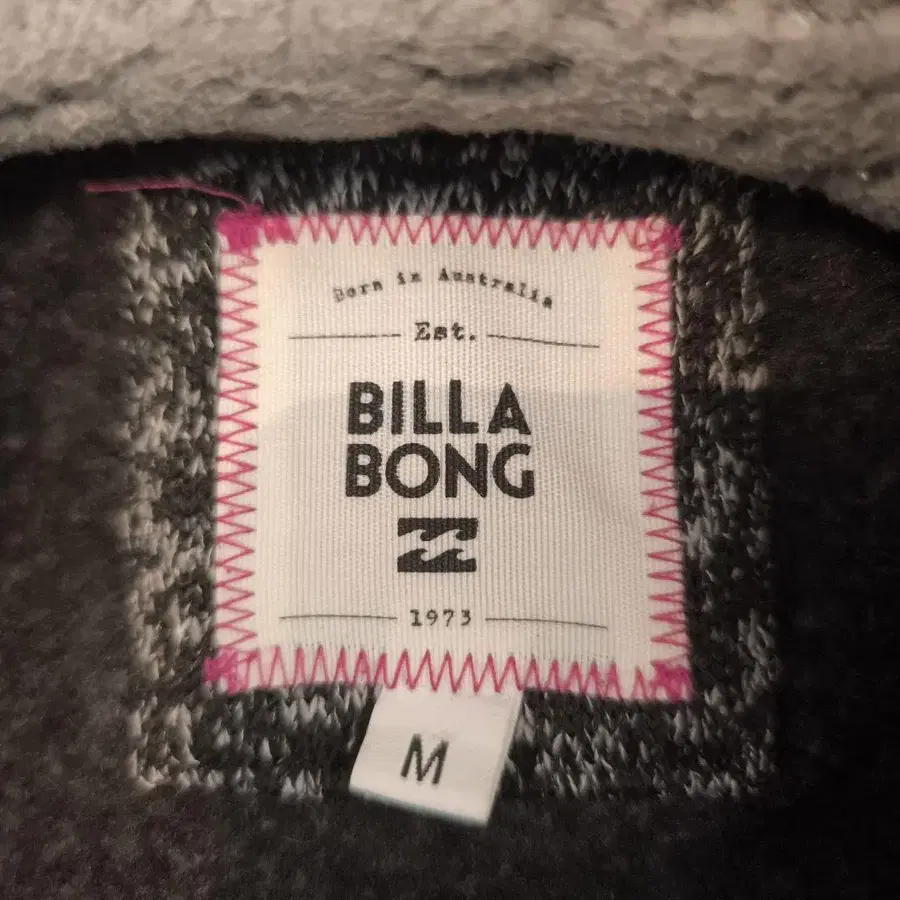 Born in Australia
Est.
BILLA
BONG
1973
M